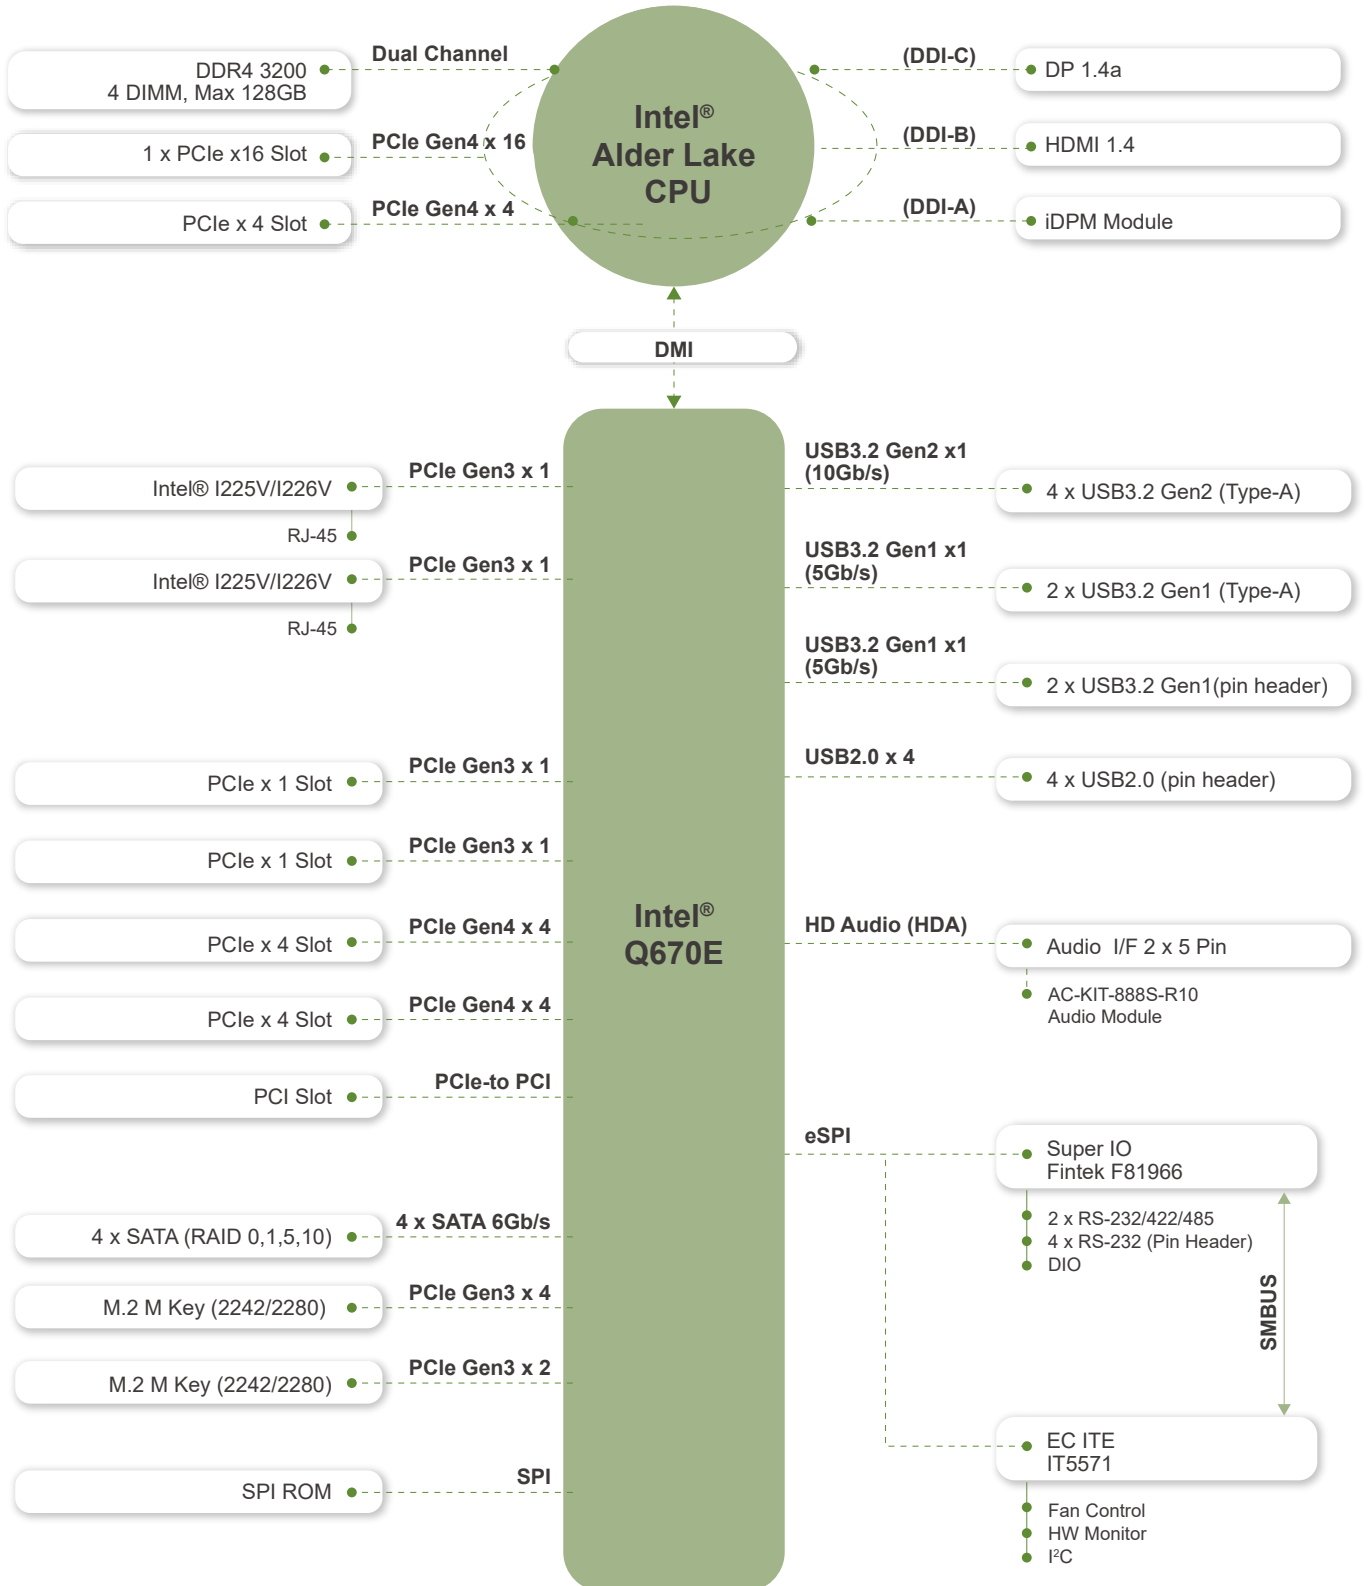 Dual Channel
DDR4 3200
4 DIMM, Max 128GB
PCIe Gen4 x 16
1 x PCIe x16 Slot
PCIe Gen4 x 4
PCIe x 4 Slot
Intel®
Alder Lake
CPU
(DDI-C)
DP 1.4a
(DDI-B)
HDMI 1.4
(DDI-A)
iDPM Module
DMI
PCIe Gen3 x 1
Intel® I225V/I226V
RJ-45
PCIe Gen3 x 1
Intel® I225V/I226V
RJ-45
PCIe Gen3 x 1
PCIe x 1 Slot
PCIe Gen3 x 1
PCIe x 1 Slot
PCIe Gen4 x 4
PCIe x 4 Slot
PCIe Gen4 x 4
PCIe x 4 Slot
PCIe-to PCI
PCI Slot
4 x SATA 6Gb/s
4 x SATA (RAID 0,1,5,10)
PCIe Gen3 x 4
M.2 M Key (2242/2280)
PCIe Gen3 x 2
M.2 M Key (2242/2280)
SPI
SPI ROM
Intel®
Q670E
USB3.2 Gen2 x1
(10Gb/s)
4 x USB3.2 Gen2 (Type-A)
USB3.2 Gen1 x1
(5Gb/s)
2 x USB3.2 Gen1 (Type-A)
USB3.2 Gen1 x1
(5Gb/s)
2 x USB3.2 Gen1(pin header)
USB2.0 x 4
4 x USB2.0 (pin header)
HD Audio (HDA)
Audio I/F 2 x 5 Pin
AC-KIT-888S-R10
Audio Module
eSPI
Super IO
Fintek F81966
2 x RS-232/422/485
4 x RS-232 (Pin Header)
DIO
SMBUS
EC ITE
IT5571
Fan Control
HW Monitor
I²C